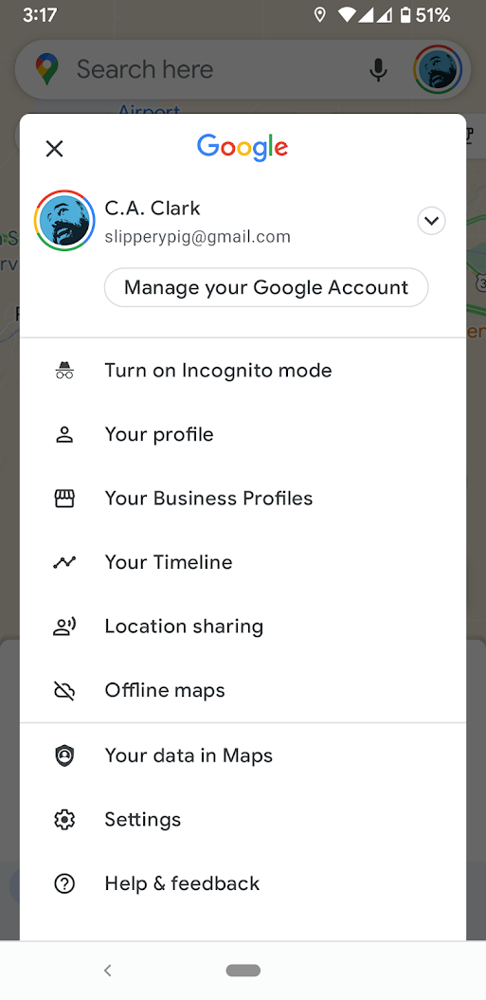 3:17
51%
Search here
Airport
Google
C.A. Clark
slipperypig@gmail.com
Manage your Google Account
Turn on Incognito mode
Your profile
Your Business Profiles
Your Timeline
Location sharing
Offline maps
Your data in Maps
Settings
Help & feedback